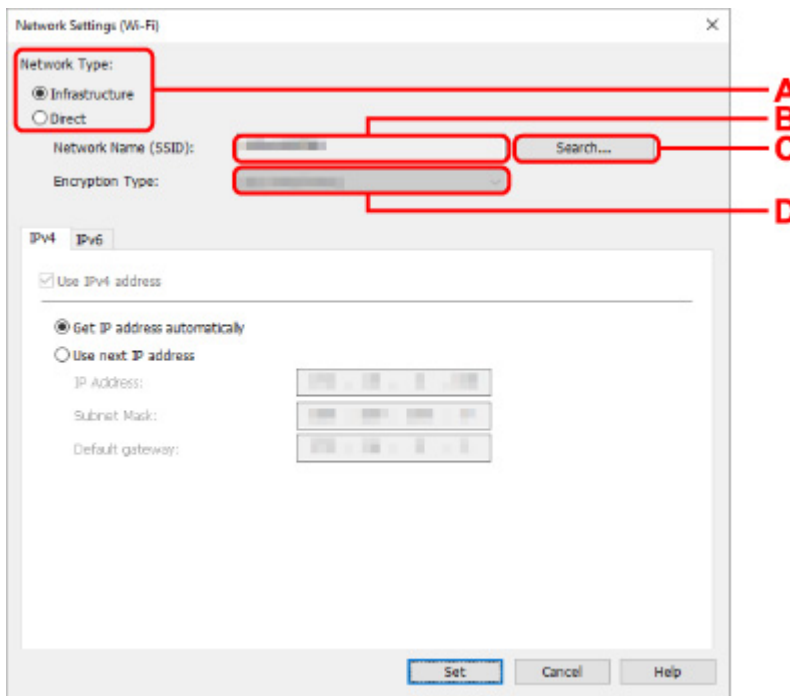 Network Settings (Wi-Fi)
Network Type:
A
Infrastructure
B
Direct
Network Name (SSID):
Search...
C
Encryption Type:
D
IPv4 IPv6
Use IPv4 address
Get IP address automatically
Use next IP address
IP Address:
Subnet Mask:
Default gateway:
Set Cancel Help